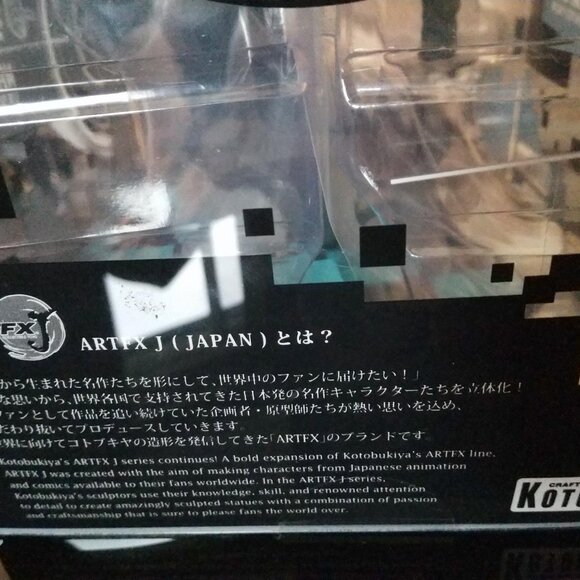 FX J
ARTFX J ( JAPAN ) とは？
から生まれた名作たちを形にして、世界中のファンに届けたい！」
な思いから、世界各国で支持されてきた日本発の名作キャラクターたちを立体化！
ファンとして作品を追い続けていた企画者・原型師たちが熱い思いを込め、
だわり抜いてプロデュースしていきます。
世界に向けてコトブキヤの造形を発信してきた「ARTFX」のブランドです
Kotobukiya's ARTFX J series continues! A bold expansion of Kotobukiya's ARTFX line,
ARTFX J was created with the aim of making characters from Japanese animation
and comics available to their fans worldwide. In the ARTFX J series,
Kotobukiya's sculptors use their knowledge, skill, and renowned attention
to detail to create amazingly sculpted statues with a combination of passion
and craftsmanship that is sure to please fans the world over.
CRAFT
KOTO